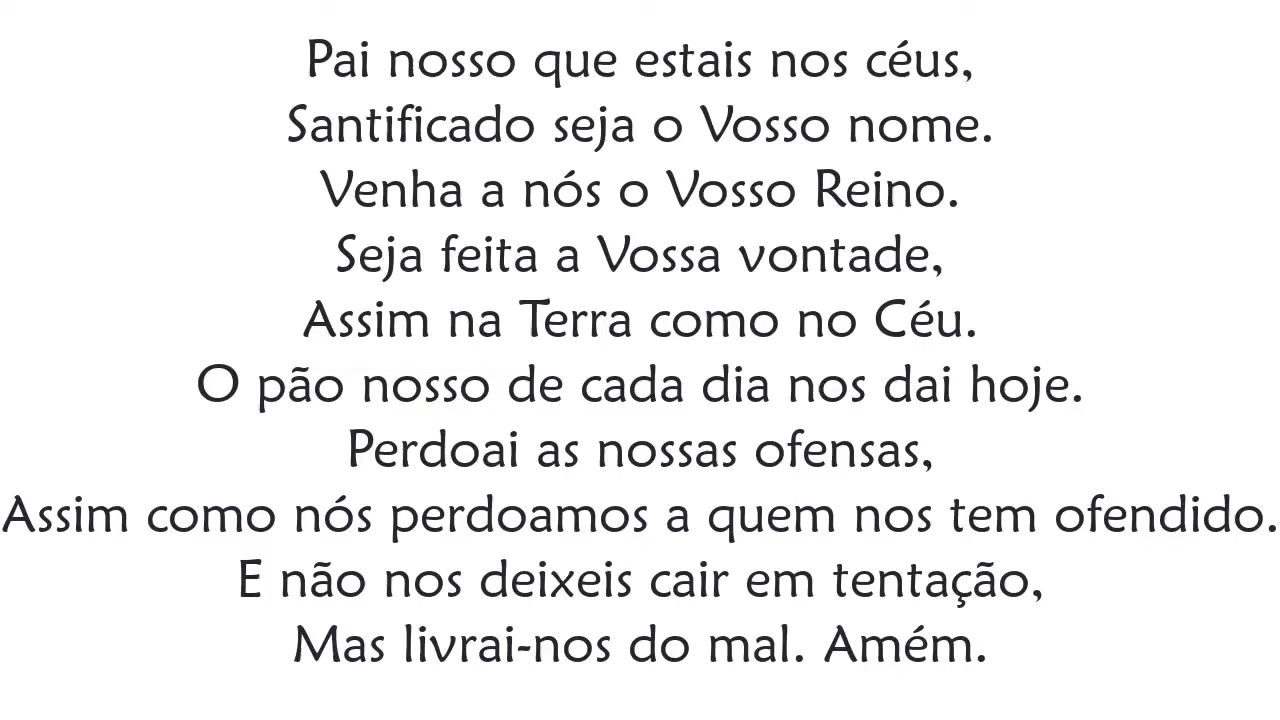 Pai nosso que estais nos céus,
Santificado seja o Vosso nome.
Venha a nós o Vosso Reino.
Seja feita a Vossa vontade,
Assim na Terra como no Céu.
O pão nosso de cada dia nos dai hoje.
Perdoai as nossas ofensas,
Assim como nós perdoamos a quem nos tem ofendido.
E não nos deixeis cair em tentação,
Mas livrai-nos do mal. Amém.